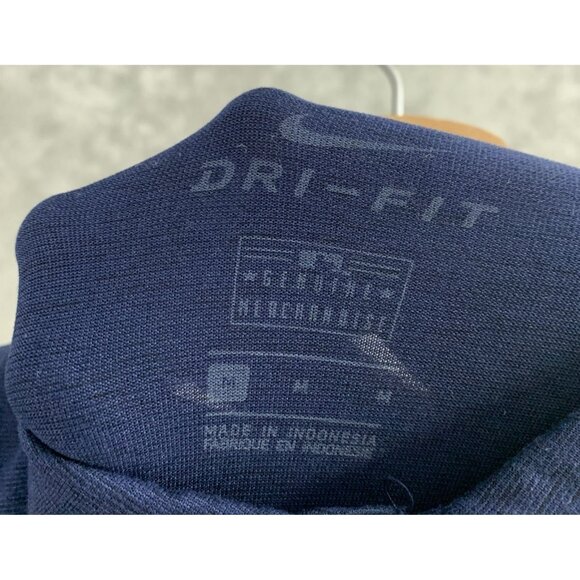 DRI-FIT
GENUINE
MERCHANDISE
M M M
MADE IN INDONESIA
FABRIQUE EN INDONESIE